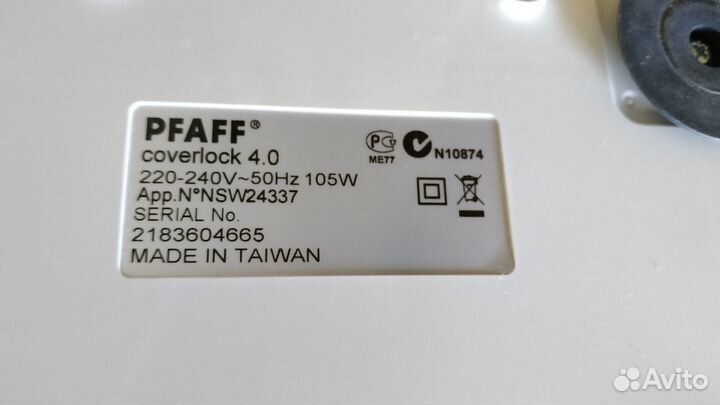 PFAFF®
coverlock 4.0
220-240V~50Hz 105W
App.N°NSW24337
SERIAL No.
2183604665
MADE IN TAIWAN
PG
ME77
N10874
Avito